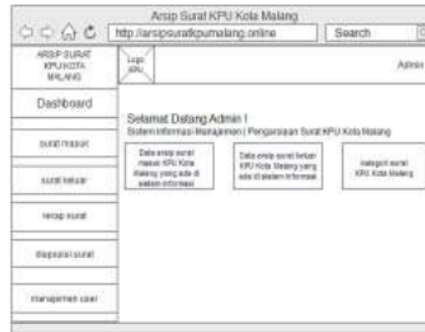 Arsip Surat KPU Kota Malang
http://arsipsuratkpumalang.online
Search
ARSIP SURAT
KPU KOTA
MALANG
Logo
KPU
Admin
Dashboard
surat masuk
surat keluar
recap surat
disposisi surat
manajemen user
Selamat Datang Admin !
Sistem Informasi Manajemen | Pengarsipan Surat KPU Kota Malang
Data arsip surat
masuk KPU Kota
Malang yang ada di
sistem informasi
Data arsip surat keluar
KPU Kota Malang yang
ada di sistem informasi
kategori surat
KPU Kota Malang